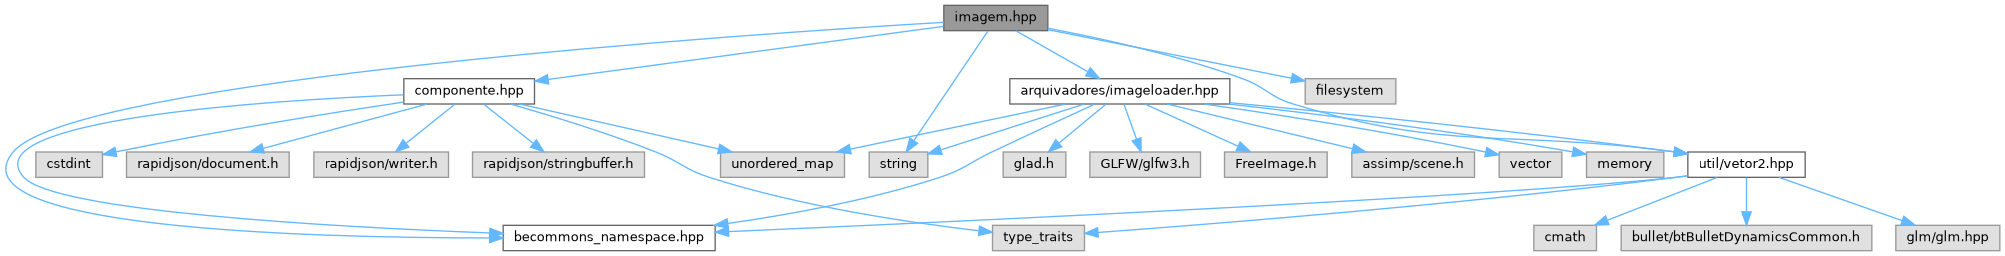 imagem.hpp
componente.hpp
arquivadores/imageloader.hpp
filesystem
cstdint
rapidjson/document.h
rapidjson/writer.h
rapidjson/stringbuffer.h
unordered_map
string
glad.h
GLFW/glfw3.h
FreeImage.h
assimp/scene.h
vector
memory
util/vetor2.hpp
becommons_namespace.hpp
type_traits
cmath
bullet/btBulletDynamicsCommon.h
glm/glm.hpp